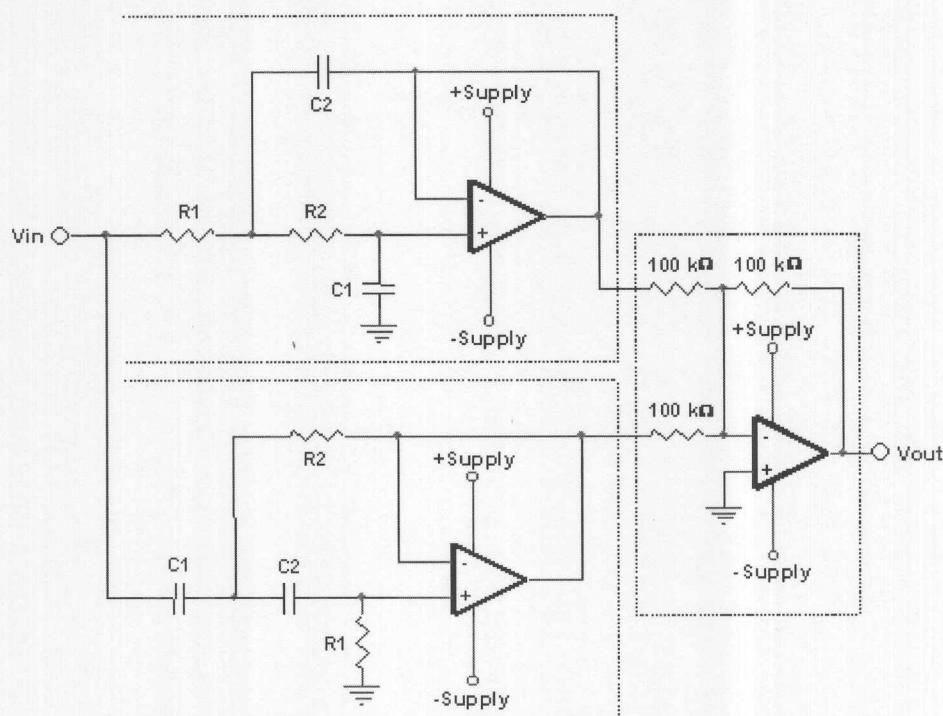 C2
+Supply
R1
R2
-
+
Vin
C1
-Supply
100 kΩ
100 kΩ
+Supply
100 kΩ
R2
+Supply
-
+
Vout
C1
C2
-
+
R1
-Supply
-Supply